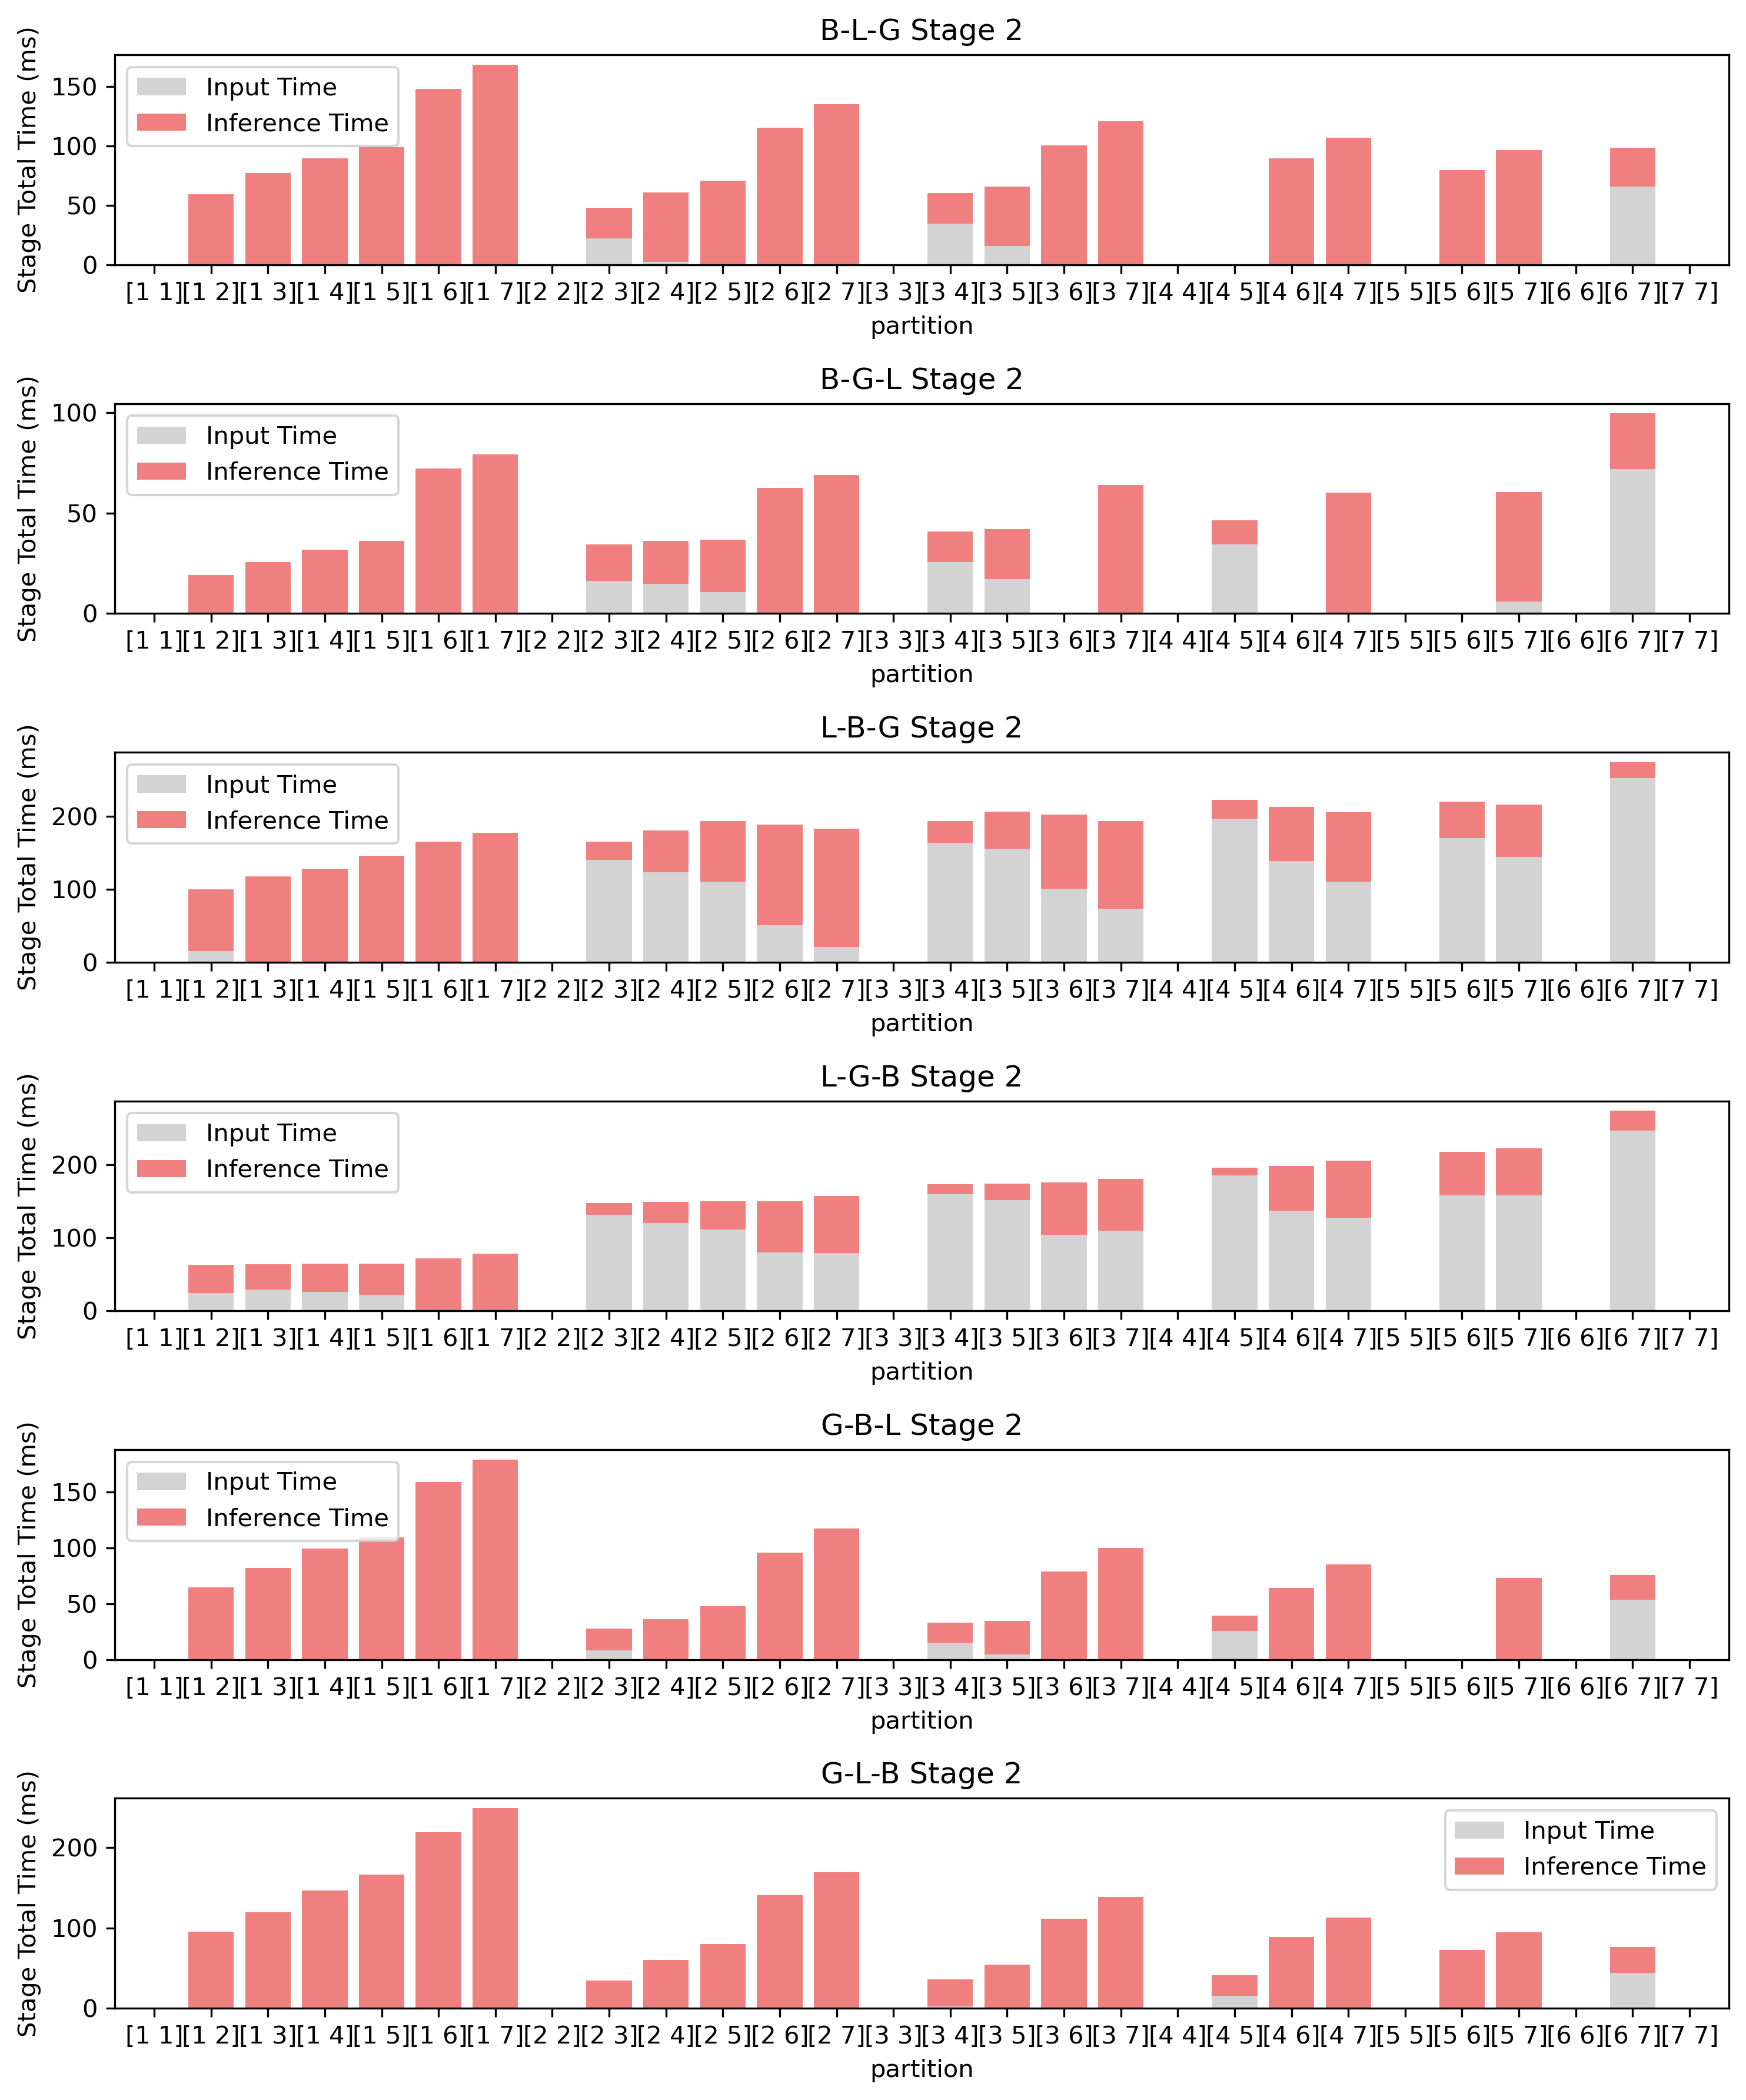 B-L-G Stage 2
Stage Total Time (ms)
150
100
50
0
Input Time
Inference Time
[1 1] [1 2] [1 3] [1 4] [1 5] [1 6] [1 7] [2 2] [2 3] [2 4] [2 5] [2 6] [2 7] [3 3] [3 4] [3 5] [3 6] [3 7] [4 4] [4 5] [4 6] [4 7] [5 5] [5 6] [5 7] [6 6] [6 7] [7 7]
partition
B-G-L Stage 2
Stage Total Time (ms)
100
50
0
Input Time
Inference Time
[1 1] [1 2] [1 3] [1 4] [1 5] [1 6] [1 7] [2 2] [2 3] [2 4] [2 5] [2 6] [2 7] [3 3] [3 4] [3 5] [3 6] [3 7] [4 4] [4 5] [4 6] [4 7] [5 5] [5 6] [5 7] [6 6] [6 7] [7 7]
partition
L-B-G Stage 2
Stage Total Time (ms)
200
100
0
Input Time
Inference Time
[1 1] [1 2] [1 3] [1 4] [1 5] [1 6] [1 7] [2 2] [2 3] [2 4] [2 5] [2 6] [2 7] [3 3] [3 4] [3 5] [3 6] [3 7] [4 4] [4 5] [4 6] [4 7] [5 5] [5 6] [5 7] [6 6] [6 7] [7 7]
partition
L-G-B Stage 2
Stage Total Time (ms)
200
100
0
Input Time
Inference Time
[1 1] [1 2] [1 3] [1 4] [1 5] [1 6] [1 7] [2 2] [2 3] [2 4] [2 5] [2 6] [2 7] [3 3] [3 4] [3 5] [3 6] [3 7] [4 4] [4 5] [4 6] [4 7] [5 5] [5 6] [5 7] [6 6] [6 7] [7 7]
partition
G-B-L Stage 2
Stage Total Time (ms)
150
100
50
0
Input Time
Inference Time
[1 1] [1 2] [1 3] [1 4] [1 5] [1 6] [1 7] [2 2] [2 3] [2 4] [2 5] [2 6] [2 7] [3 3] [3 4] [3 5] [3 6] [3 7] [4 4] [4 5] [4 6] [4 7] [5 5] [5 6] [5 7] [6 6] [6 7] [7 7]
partition
G-L-B Stage 2
Stage Total Time (ms)
200
100
0
Input Time
Inference Time
[1 1] [1 2] [1 3] [1 4] [1 5] [1 6] [1 7] [2 2] [2 3] [2 4] [2 5] [2 6] [2 7] [3 3] [3 4] [3 5] [3 6] [3 7] [4 4] [4 5] [4 6] [4 7] [5 5] [5 6] [5 7] [6 6] [6 7] [7 7]
partition